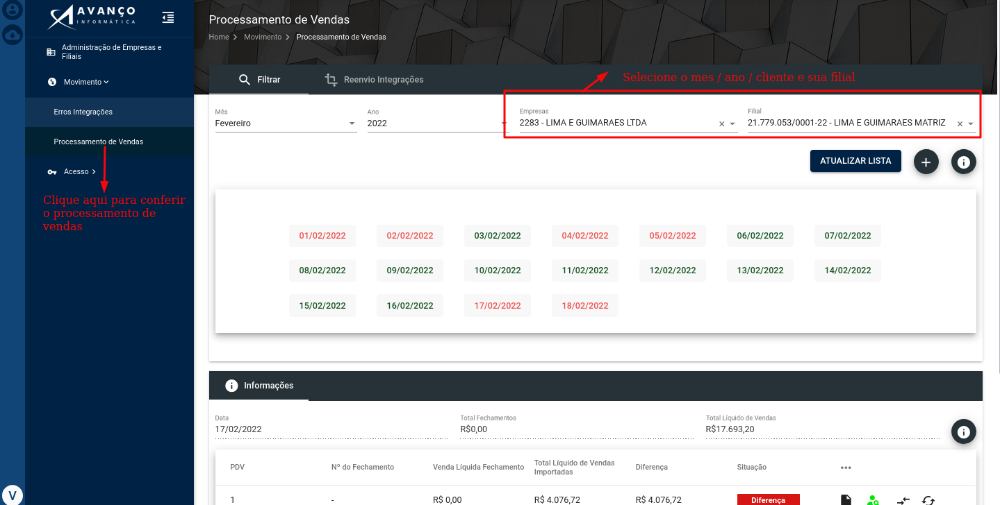 AVANÇO
INFORMÁTICA
Administração de Empresas e
Filiais
Movimento
Erros Integrações
Processamento de Vendas
Acesso
Clique aqui para conferir
o processamento de
vendas
V
Processamento de Vendas
Home > Movimento > Processamento de Vendas
Filtrar
Reenvio Integrações
Selecione o mes / ano / cliente e sua filial
Mês
Fevereiro
Ano
2022
Empresas
2283 - LIMA E GUIMARAES LTDA
Filial
21.779.053/0001-22 - LIMA E GUIMARAES MATRIZ
ATUALIZAR LISTA
01/02/2022 02/02/2022 03/02/2022 04/02/2022 05/02/2022 06/02/2022 07/02/2022
08/02/2022 09/02/2022 10/02/2022 11/02/2022 12/02/2022 13/02/2022 14/02/2022
15/02/2022 16/02/2022 17/02/2022 18/02/2022
Informações
Data
17/02/2022
Total Fechamentos
R$0,00
Total Líquido de Vendas
R$17.693,20
PDV
Nº do Fechamento
Venda Líquida Fechamento
Total Líquido de Vendas
Importadas
Diferença
Situação
1 - R$ 0,00 R$ 4.076,72 R$ 4.076,72 Diferença